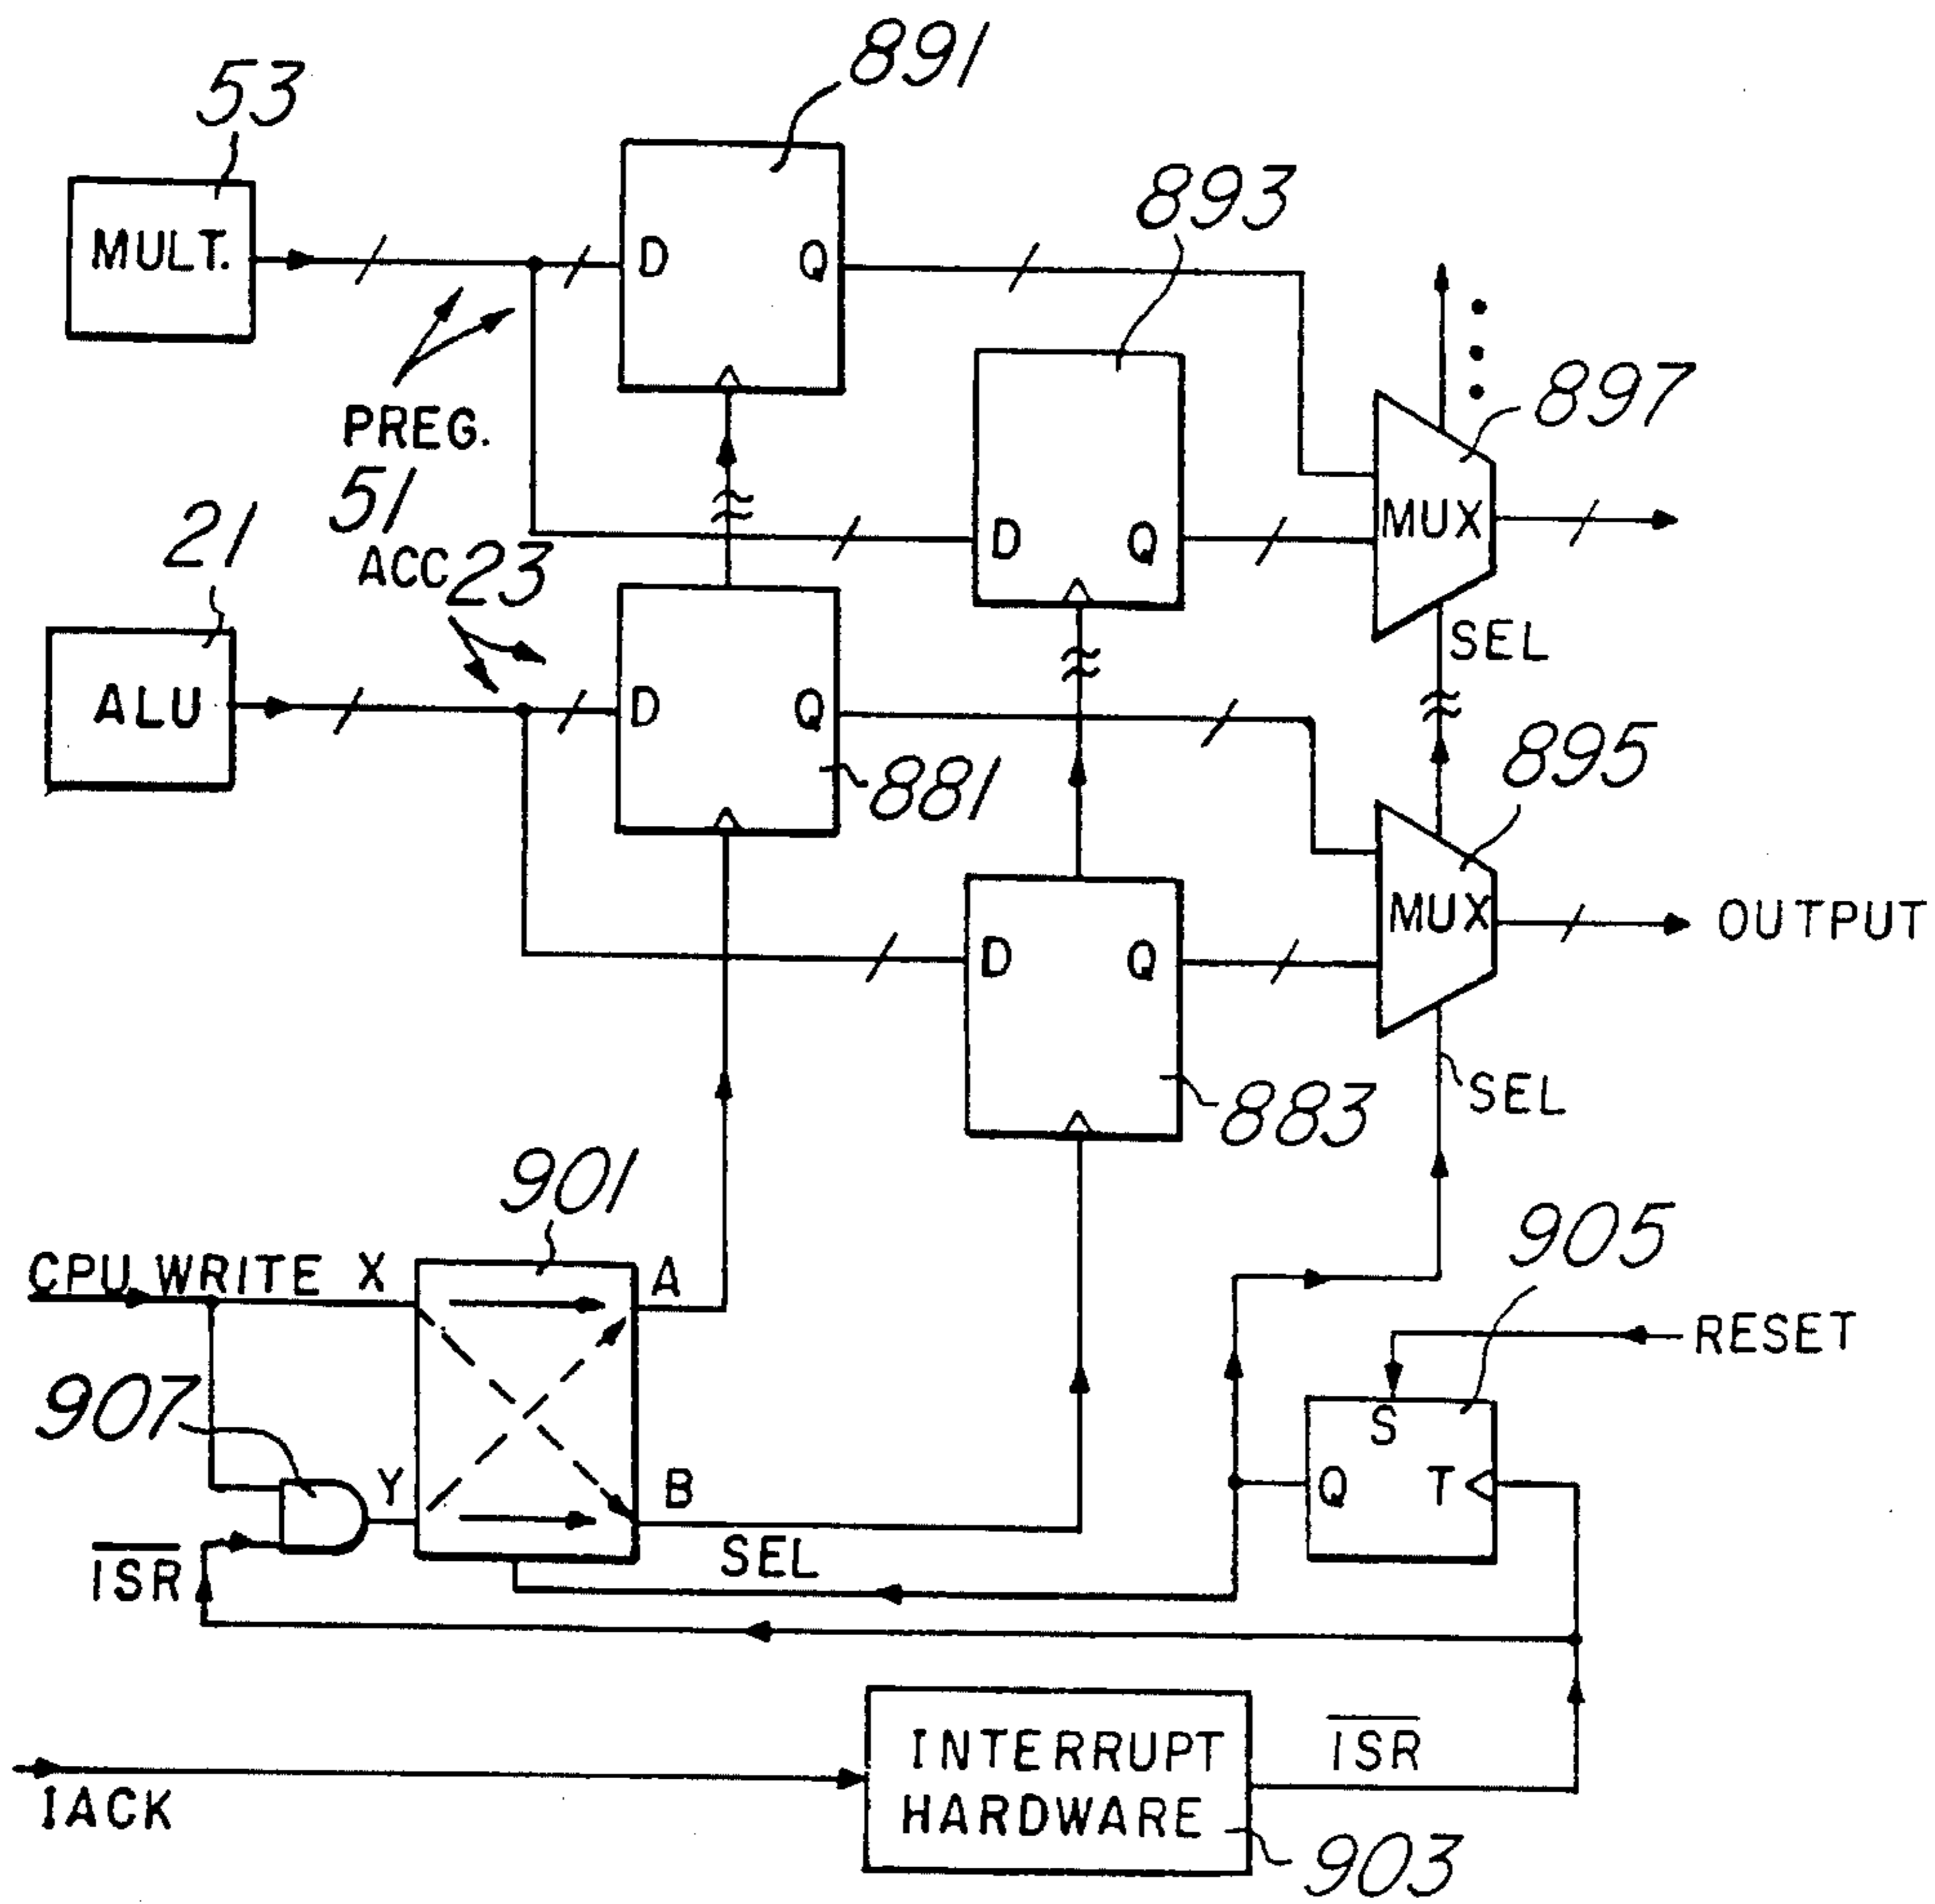 891
53
893
MULT.
D
Q
897
PREG.
51
MUX
D
Q
21
ACC 23
SEL
ALU
D
Q
895
881
MUX
OUTPUT
D
Q
SEL
883
901
905
CPU WRITE X
A
RESET
907
S
Y
B
Q
T
ISR
SEL
INTERRUPT
HARDWARE
ISR
IACK
903